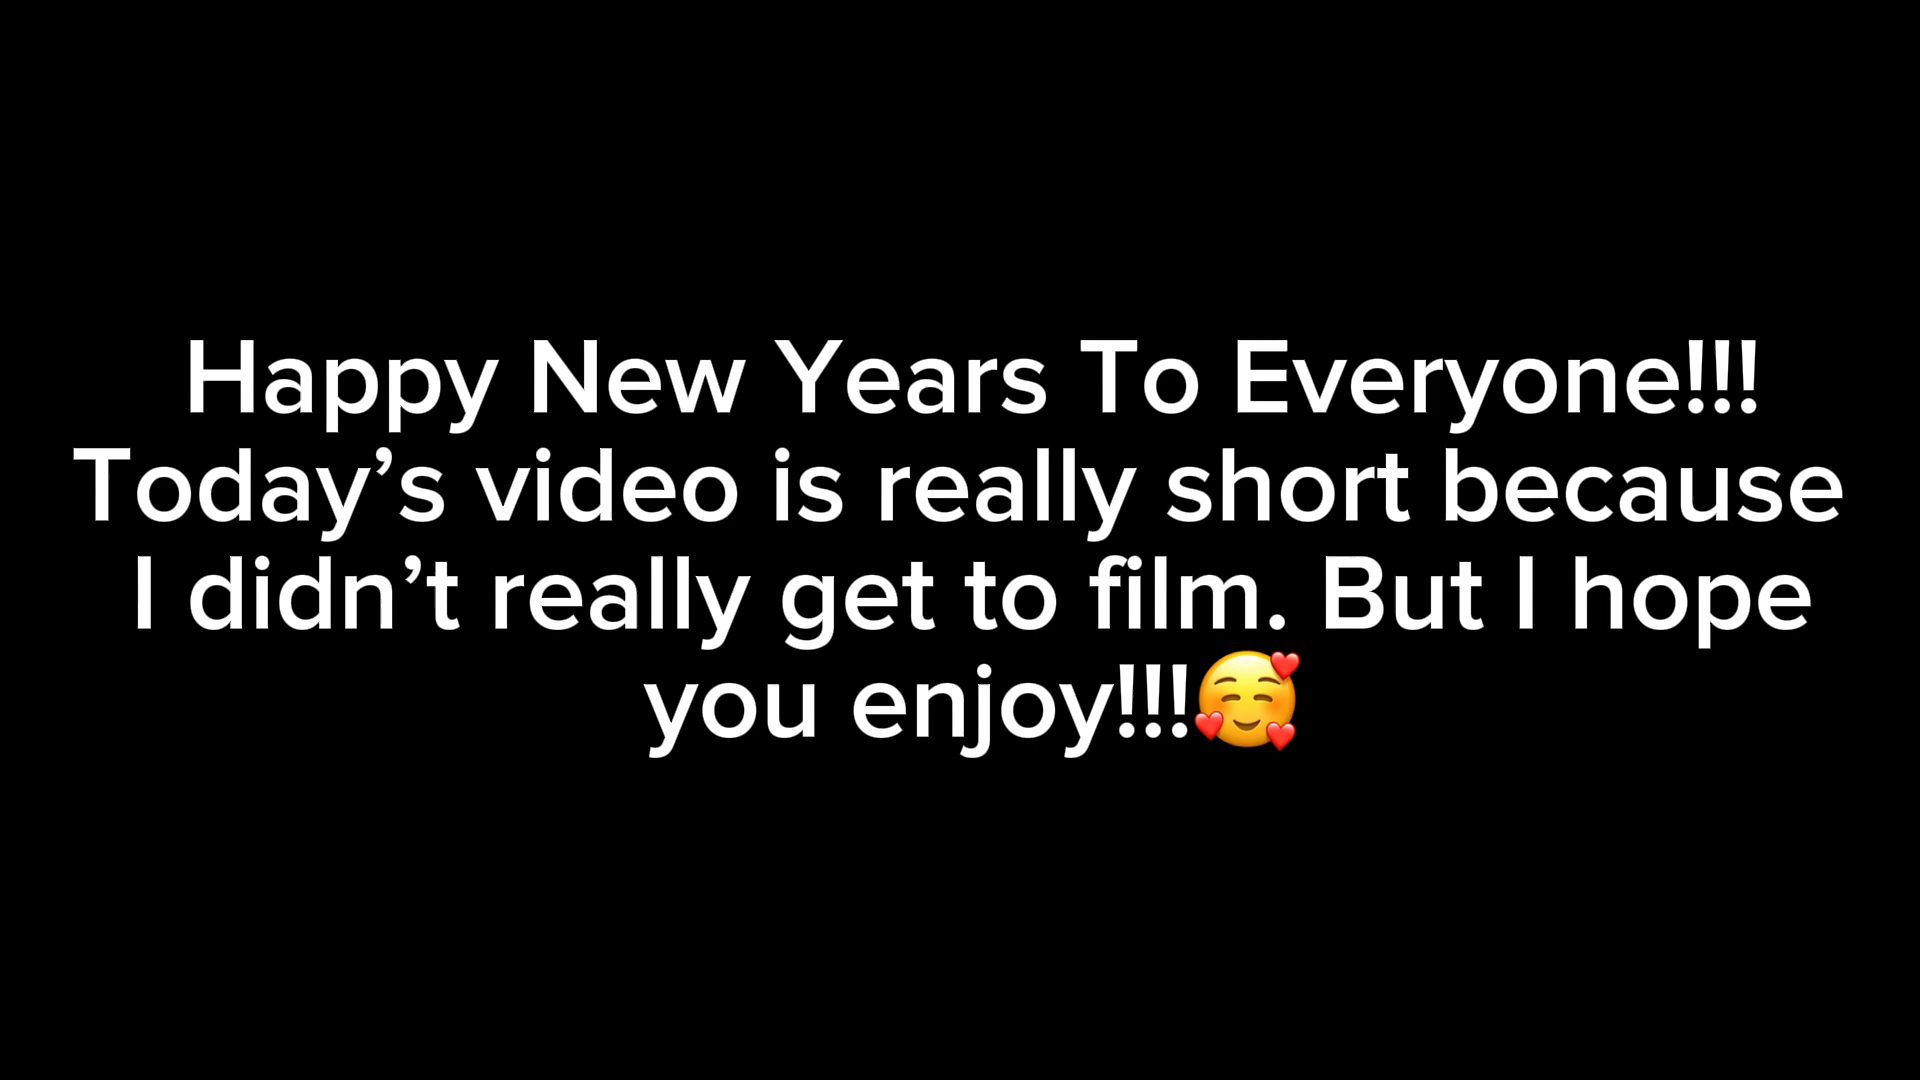 Happy New Years To Everyone!!!
Today’s video is really short because
I didn’t really get to film. But I hope
you enjoy!!!🥰